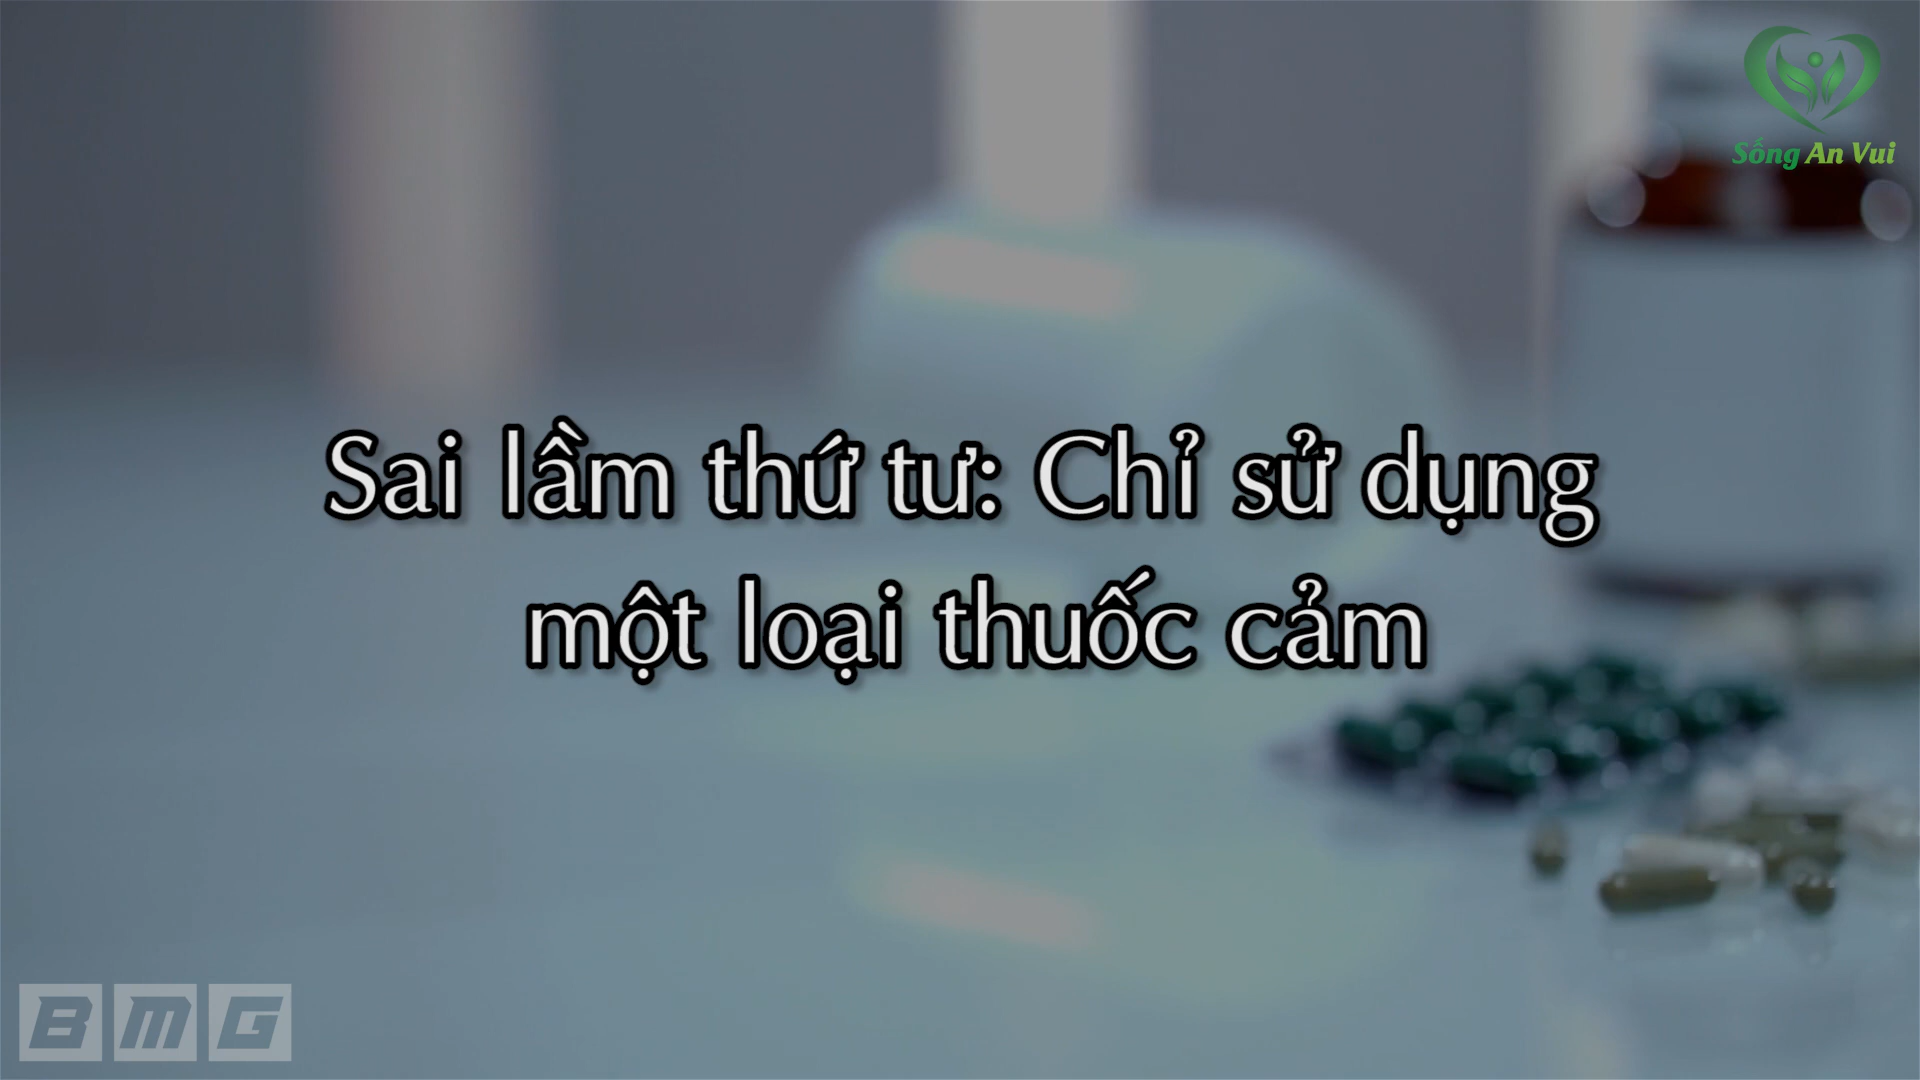 Sống An Vui
Sai lầm thứ tư: Chỉ sử dụng
một loại thuốc cảm
BMG